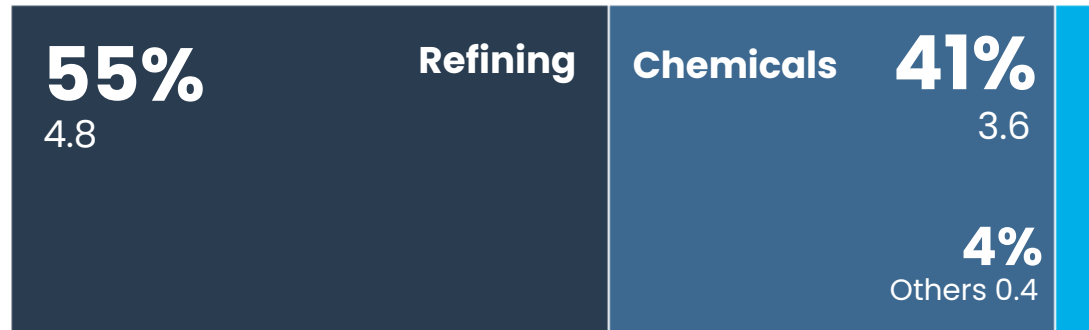 55% Refining
4.8
Chemicals 41%
3.6
4%
Others 0.4